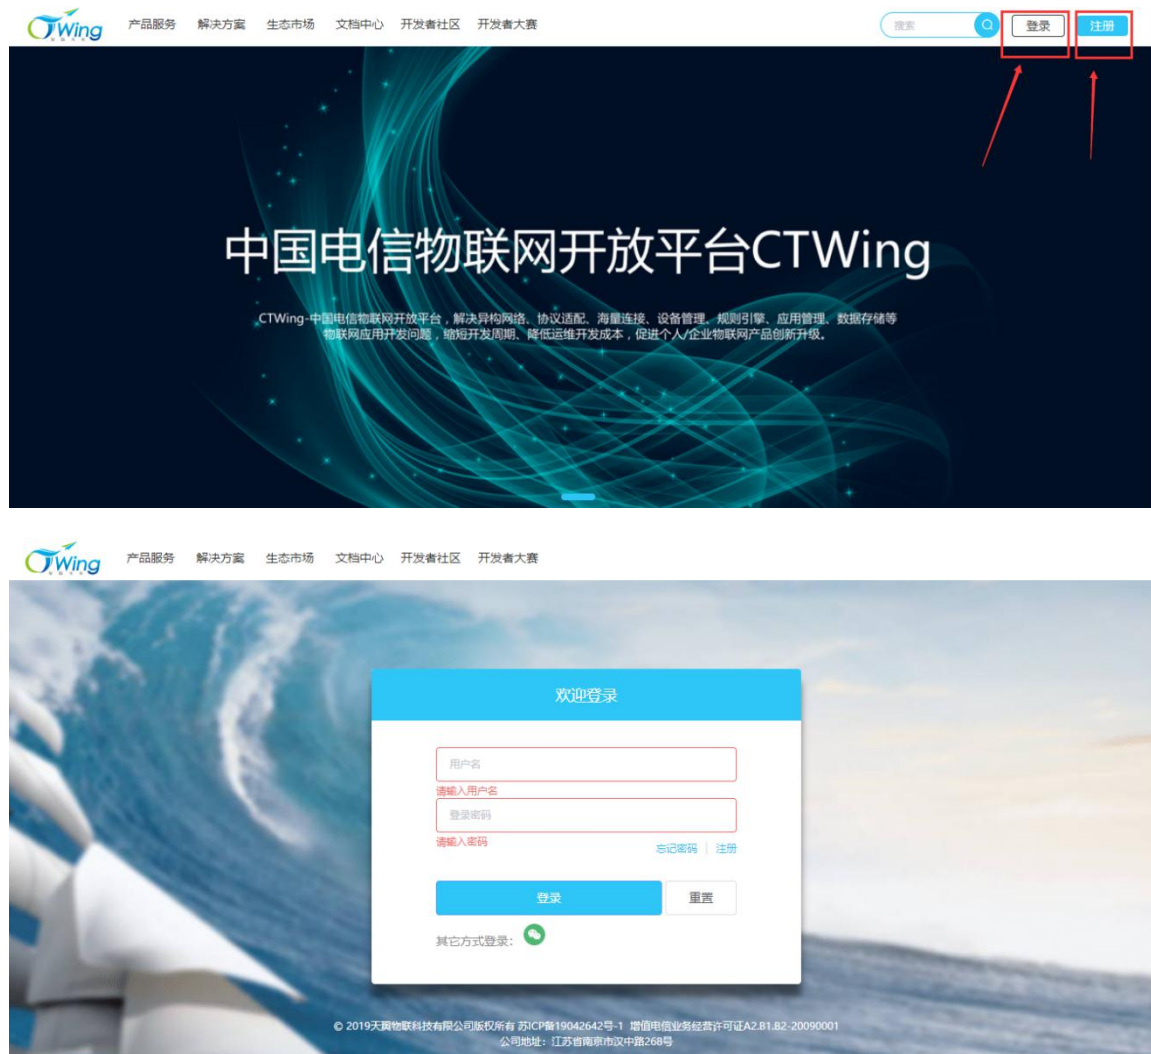 CTWing
产品服务 解决方案 生态市场 文档中心 开发者社区 开发者大赛 搜索 登录 注册
中国电信物联网开放平台CTWing
CTWing-中国电信物联网开放平台，解决异构网络、协议适配、海量连接、设备管理、规则引擎、应用管理、数据存储等
物联网应用开发问题，缩短开发周期、降低运维开发成本，促进个人/企业物联网产品创新升级。
CTWing
产品服务 解决方案 生态市场 文档中心 开发者社区 开发者大赛
欢迎登录
用户名
请输入用户名
登录密码
请输入密码
忘记密码 | 注册
登录 重置
其它方式登录：
© 2019天翼物联科技有限公司版权所有 苏ICP备19042642号-1 增值电信业务经营许可证A2.B1.B2-20090001
公司地址：江苏省南京市汉中路268号